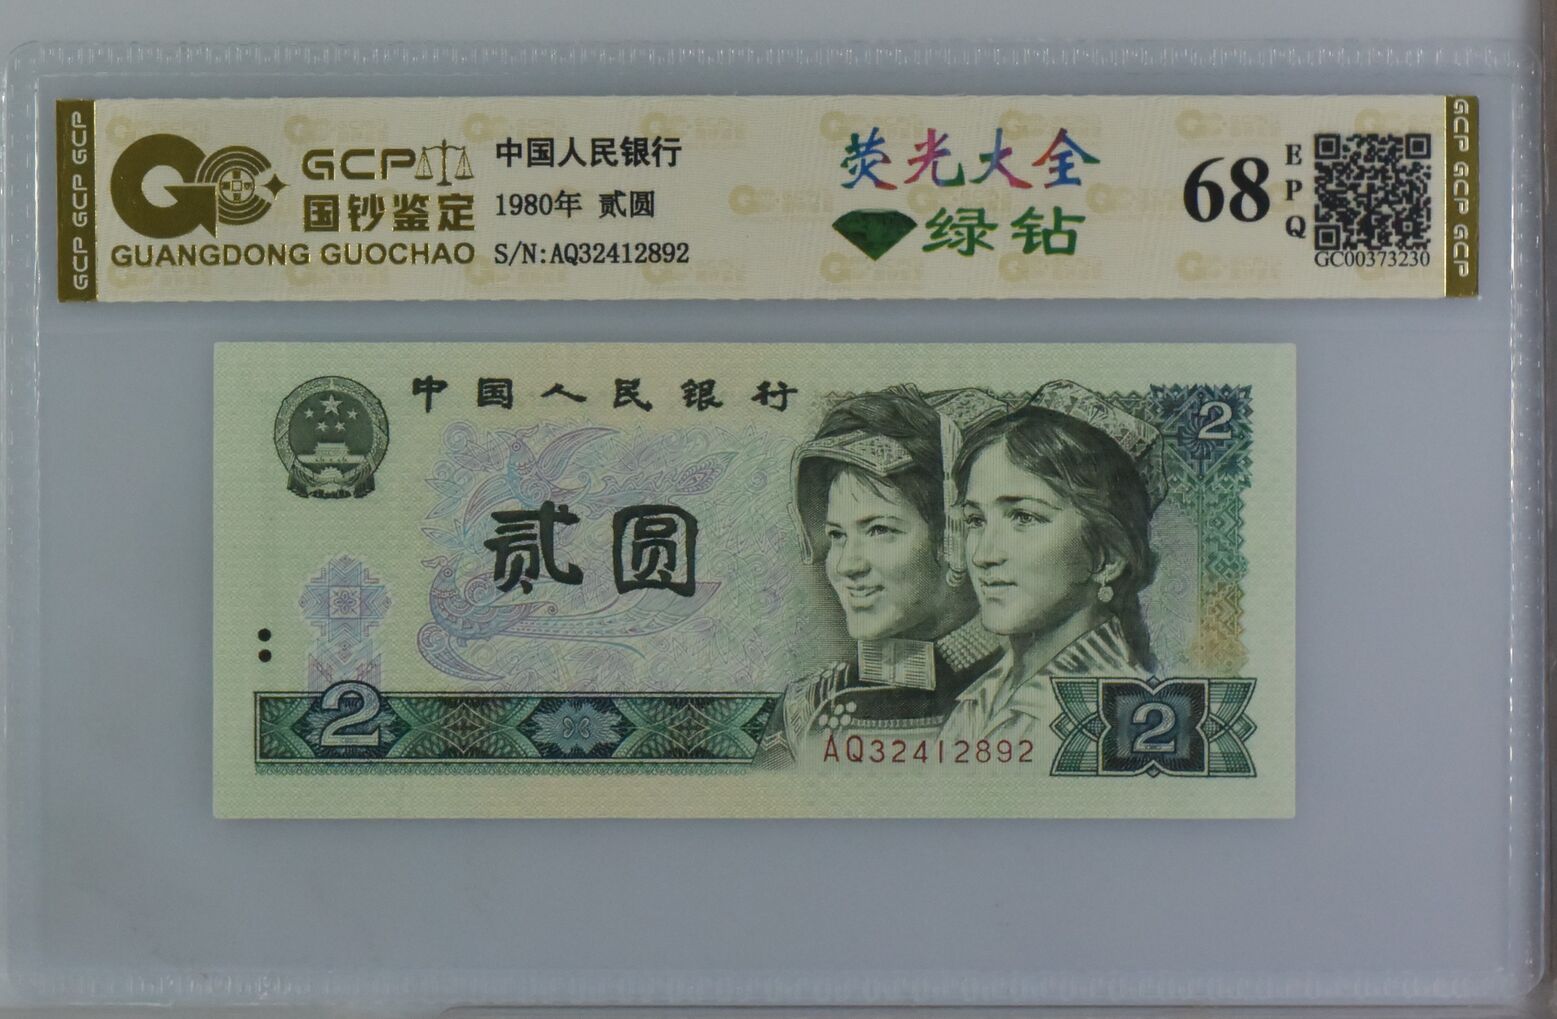 GCP GCP GCP
GCP
国钞鉴定
GUANGDONG GUOCHAO
中国人民银行
1980年 贰圆
S/N:AQ32412892
荧光大全
绿钻
68
EPQ
GC00373230
GCP GCP GCP
中国人民银行
2
贰圆
2
2
AQ32412892